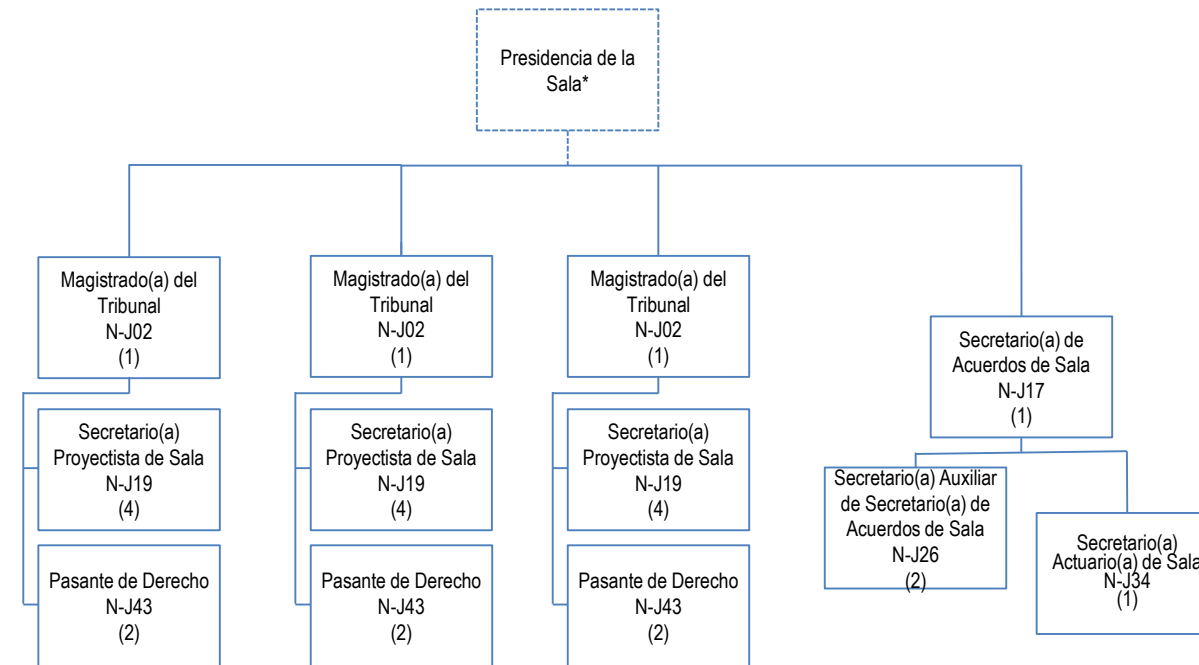 Presidencia de la
Sala*
Magistrado(a) del
Tribunal
N-J02
(1)
Magistrado(a) del
Tribunal
N-J02
(1)
Magistrado(a) del
Tribunal
N-J02
(1)
Secretario(a) de
Acuerdos de Sala
N-J17
(1)
Secretario(a)
Proyectista de Sala
N-J19
(4)
Secretario(a)
Proyectista de Sala
N-J19
(4)
Secretario(a)
Proyectista de Sala
N-J19
(4)
Secretario(a) Auxiliar
de Secretario(a) de
Acuerdos de Sala
N-J26
(2)
Secretario(a)
Actuario(a) de Sala
N-J34
(1)
Pasante de Derecho
N-J43
(2)
Pasante de Derecho
N-J43
(2)
Pasante de Derecho
N-J43
(2)